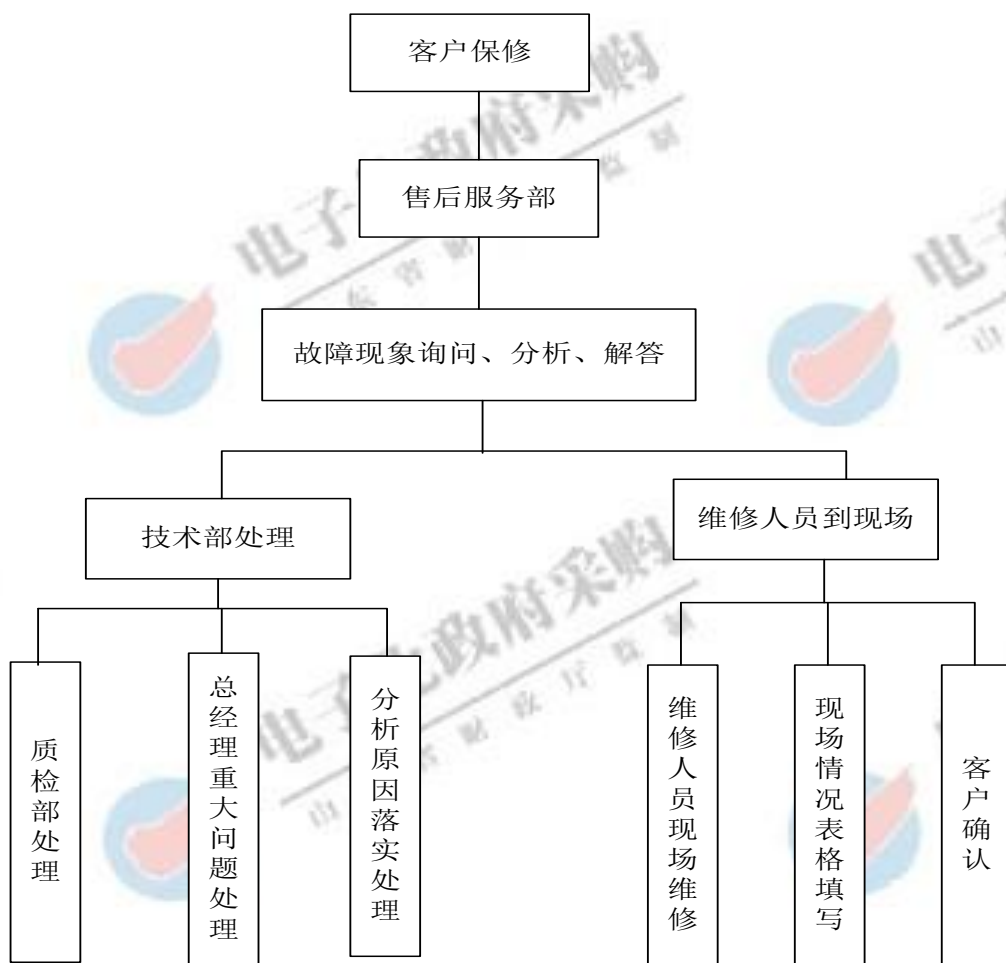 客户保修
售后服务部
故障现象询问、分析、解答
技术部处理
维修人员到现场
质检部处理
总经理重大问题处理
分析原因落实处理
维修人员现场维修
现场情况表格填写
客户确认